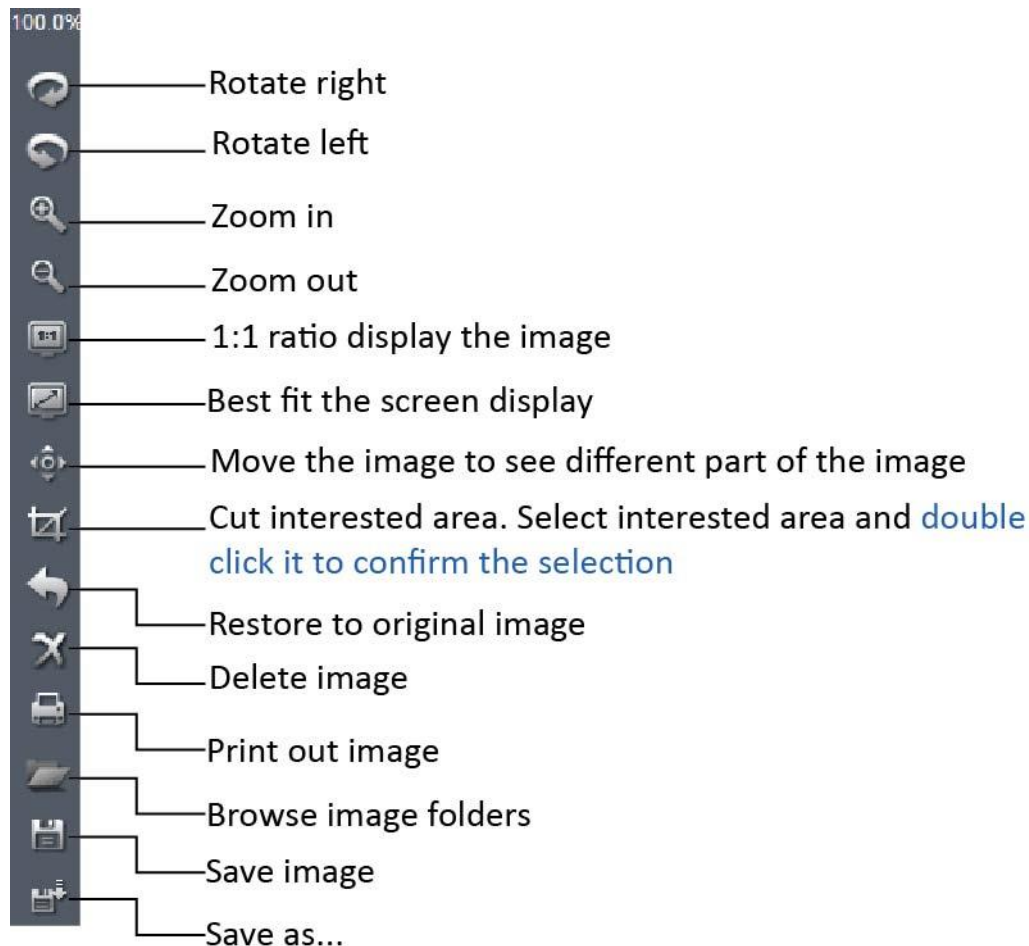 100.0%
Rotate right
Rotate left
Zoom in
Zoom out
1:1
1:1 ratio display the image
Best fit the screen display
Move the image to see different part of the image
Cut interested area. Select interested area and double
click it to confirm the selection
Restore to original image
Delete image
Print out image
Browse image folders
Save image
Save as...